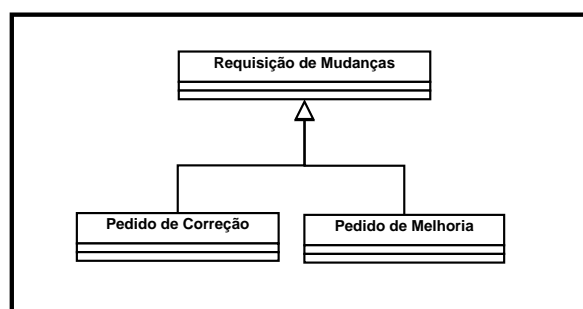 Requisição de Mudanças
Pedido de Correção
Pedido de Melhoria